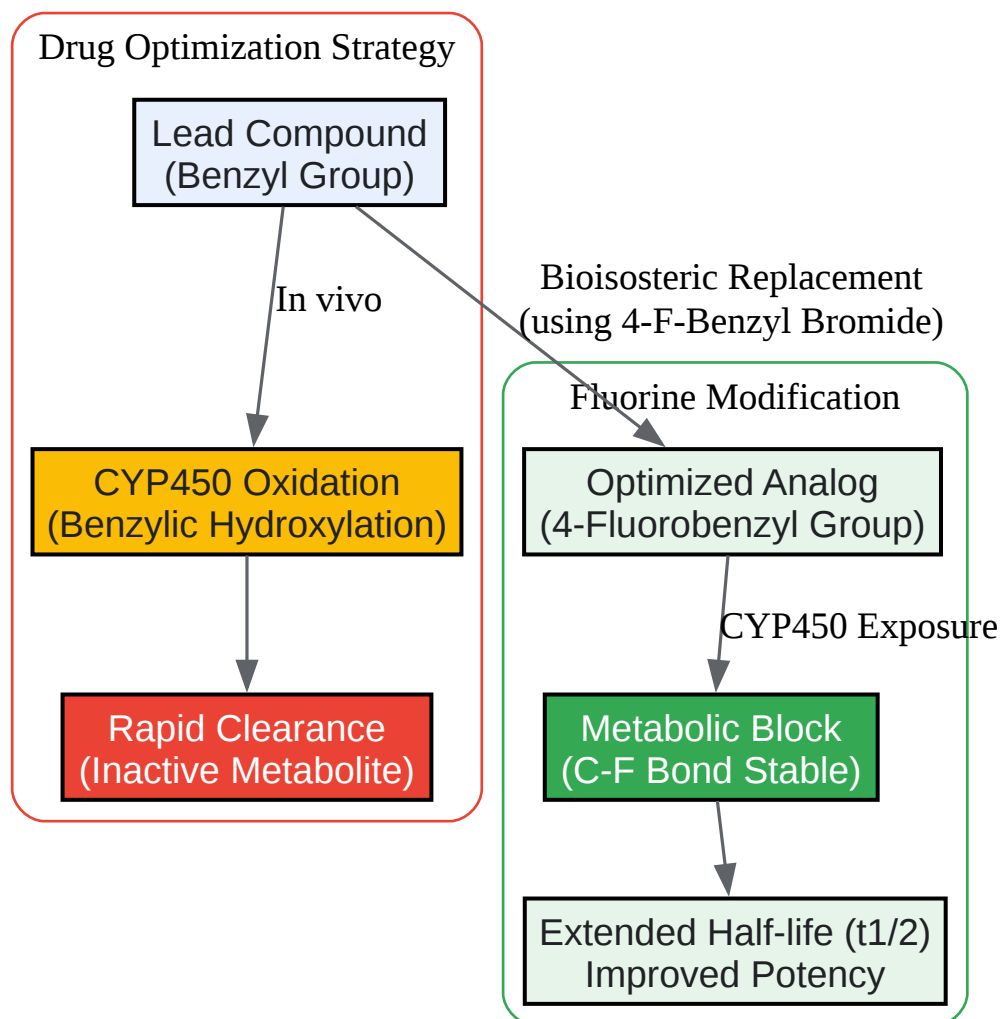 Drug Optimization Strategy
Lead Compound
(Benzyl Group)
In vivo
Bioisosteric Replacement
(using 4-F-Benzyl Bromide)
Fluorine Modification
CYP450 Oxidation
(Benzylic Hydroxylation)
Optimized Analog
(4-Fluorobenzyl Group)
CYP450 Exposure
Rapid Clearance
(Inactive Metabolite)
Metabolic Block
(C-F Bond Stable)
Extended Half-life (t1/2)
Improved Potency